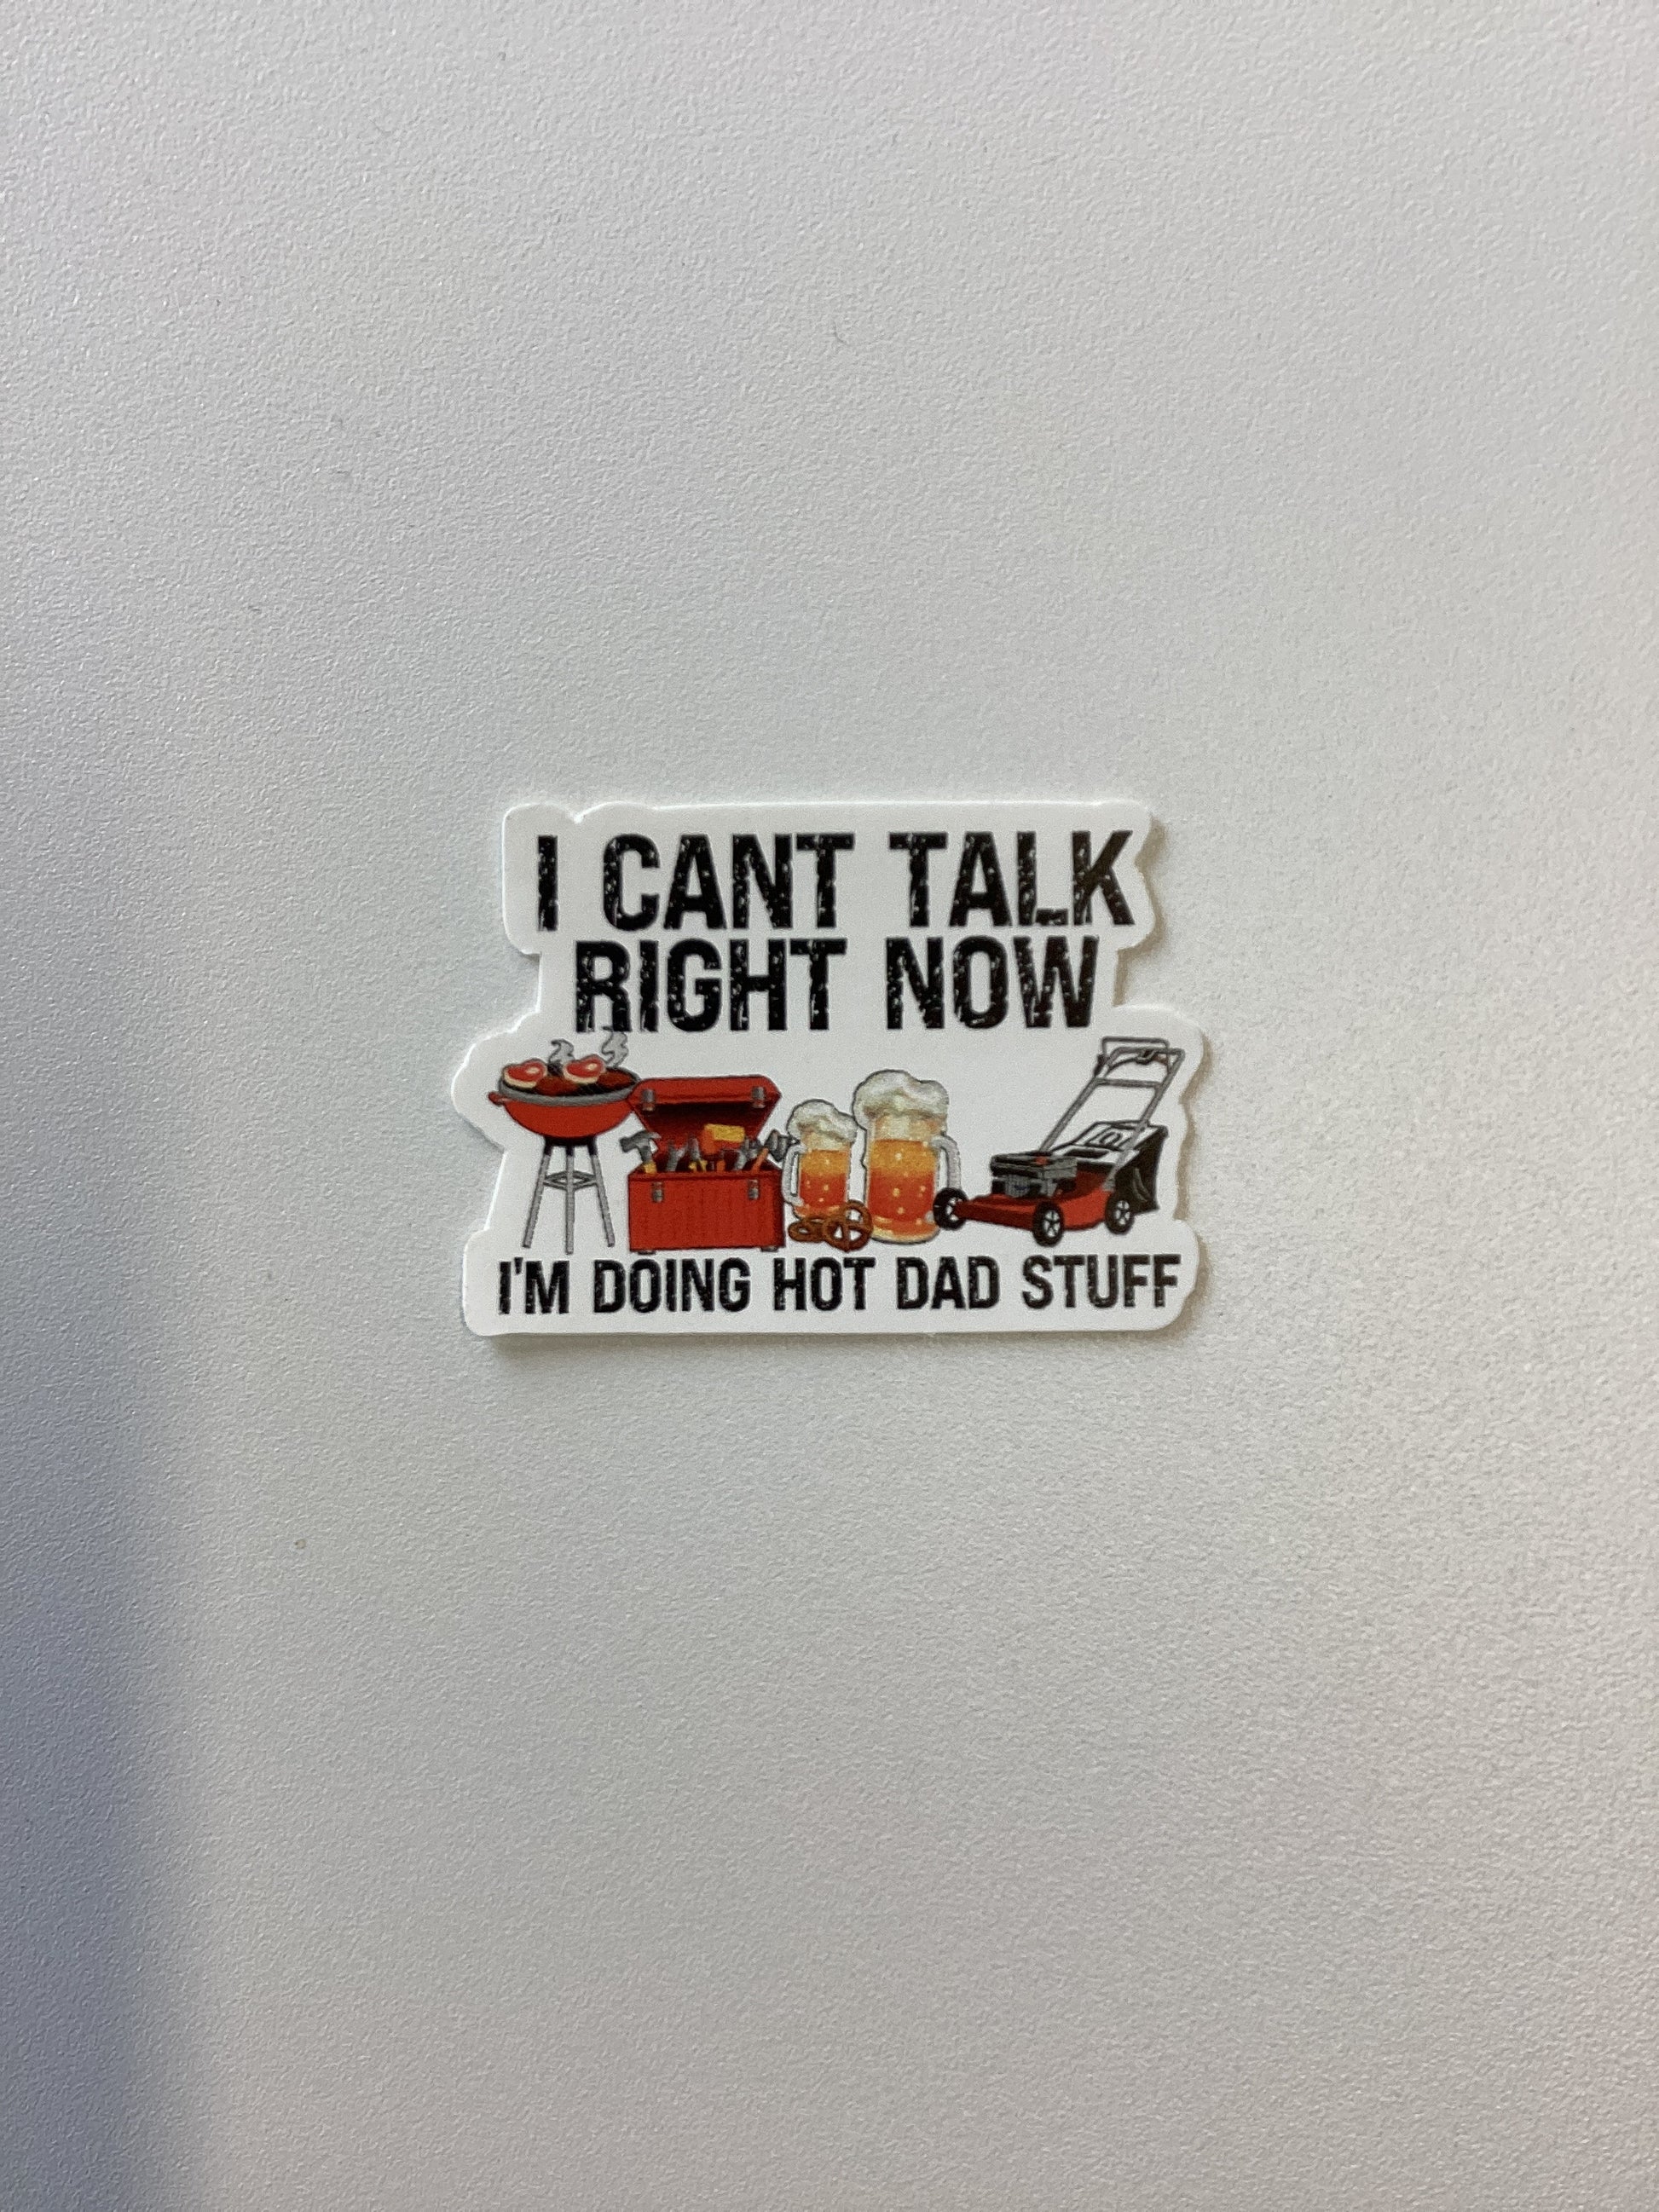 I CANT TALK
RIGHT NOW
I'M DOING HOT DAD STUFF